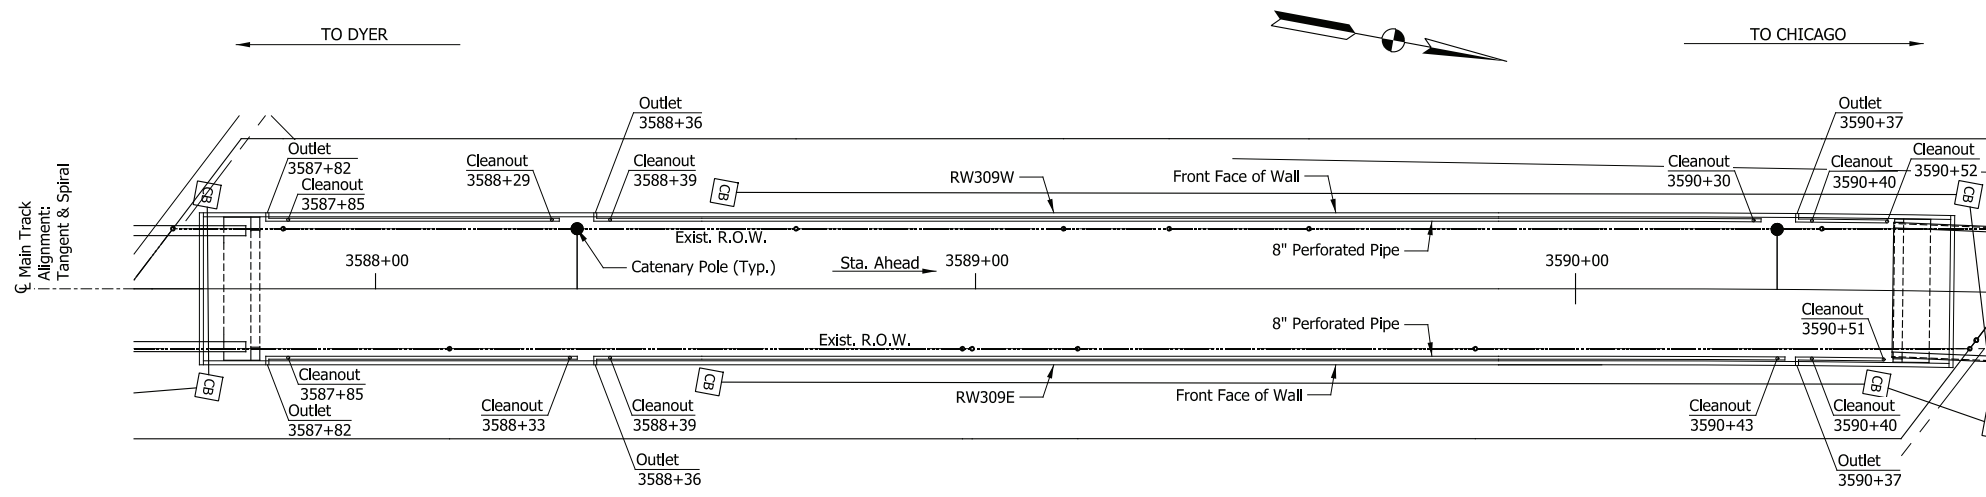 TO DYER
TO CHICAGO
Outlet
3588+36
Outlet
3590+37
Outlet
3587+82
Cleanout
3587+85
Cleanout
3588+29
Cleanout
3588+39
RW309W
Front Face of Wall
Cleanout
3590+30
Cleanout
3590+40
Cleanout
3590+52
CB
CB
CB
℄ Main Track
Alignment:
Tangent & Spiral
Exist. R.O.W.
8" Perforated Pipe
3588+00
Catenary Pole (Typ.)
Sta. Ahead
3589+00
3590+00
Exist. R.O.W.
8" Perforated Pipe
Cleanout
3590+51
CB
CB
CB
Cleanout
3587+85
Outlet
3587+82
Cleanout
3588+33
Cleanout
3588+39
RW309E
Front Face of Wall
Cleanout
3590+43
Cleanout
3590+40
Outlet
3588+36
Outlet
3590+37